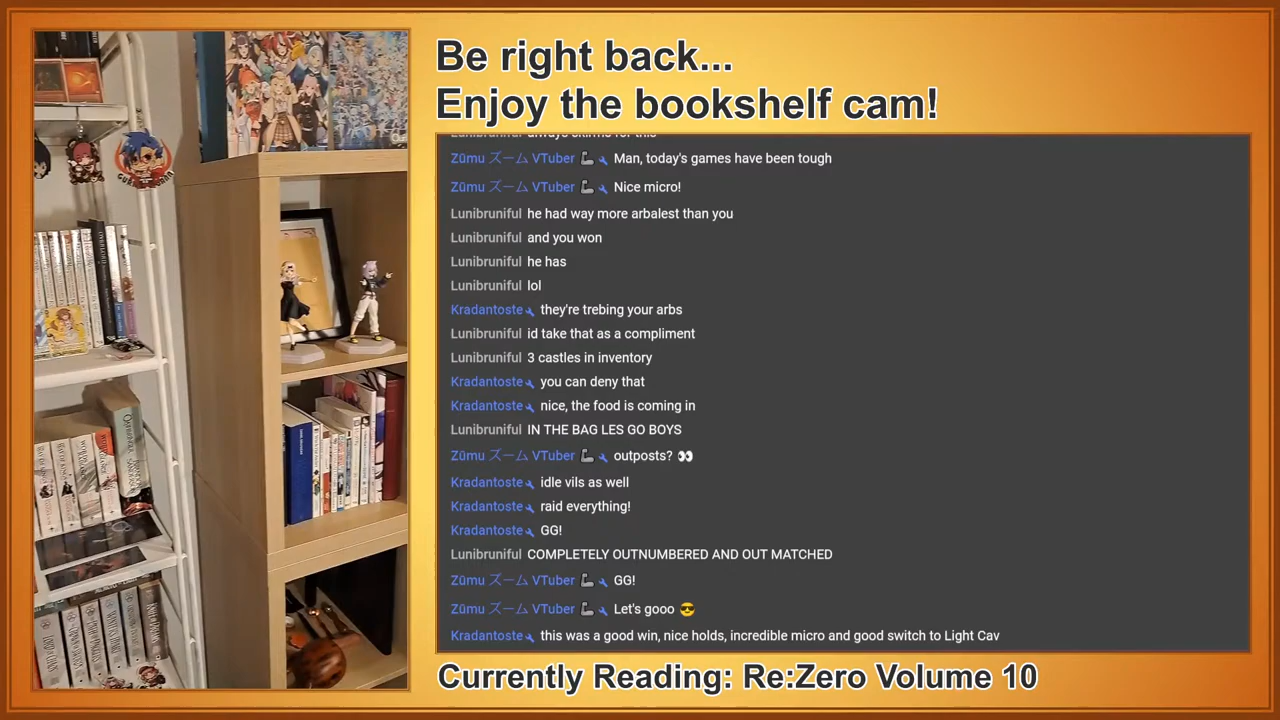 Be right back...
Enjoy the bookshelf cam!
Lunibruniful always skirms for this
Zūmu ズーム VTuber Man, today's games have been tough
Zūmu ズーム VTuber Nice micro!
Lunibruniful he had way more arbalest than you
Lunibruniful and you won
Lunibruniful he has
Lunibruniful lol
Kradantoste they're trebing your arbs
Lunibruniful id take that as a compliment
Lunibruniful 3 castles in inventory
Kradantoste you can deny that
Kradantoste nice, the food is coming in
Lunibruniful IN THE BAG LES GO BOYS
Zūmu ズーム VTuber outposts? 👀
Kradantoste idle vils as well
Kradantoste raid everything!
Kradantoste GG!
Lunibruniful COMPLETELY OUTNUMBERED AND OUT MATCHED
Zūmu ズーム VTuber GG!
Zūmu ズーム VTuber Let's gooo 😎
Kradantoste this was a good win, nice holds, incredible micro and good switch to Light Cav
Currently Reading: Re:Zero Volume 10